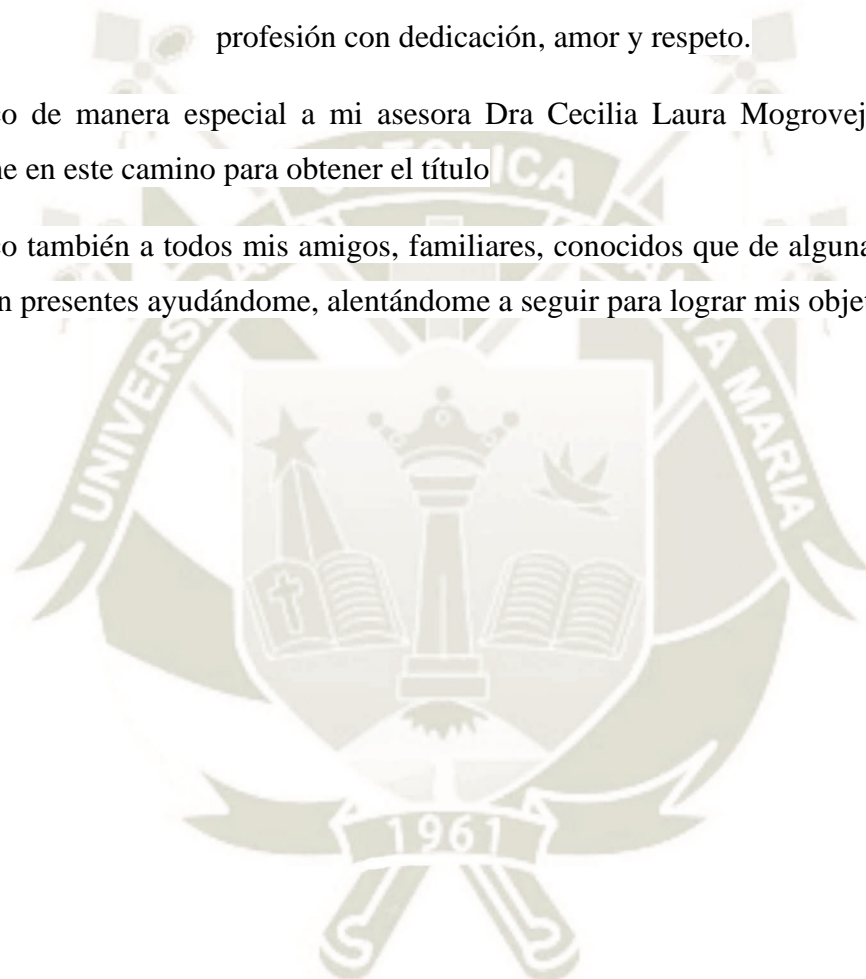 profesión con dedicación, amor y respeto.
o de manera especial a mi asesora Dra Cecilia Laura Mogrovej
e en este camino para obtener el título
o también a todos mis amigos, familiares, conocidos que de alguna
n presentes ayudándome, alentándome a seguir para lograr mis obje
1961